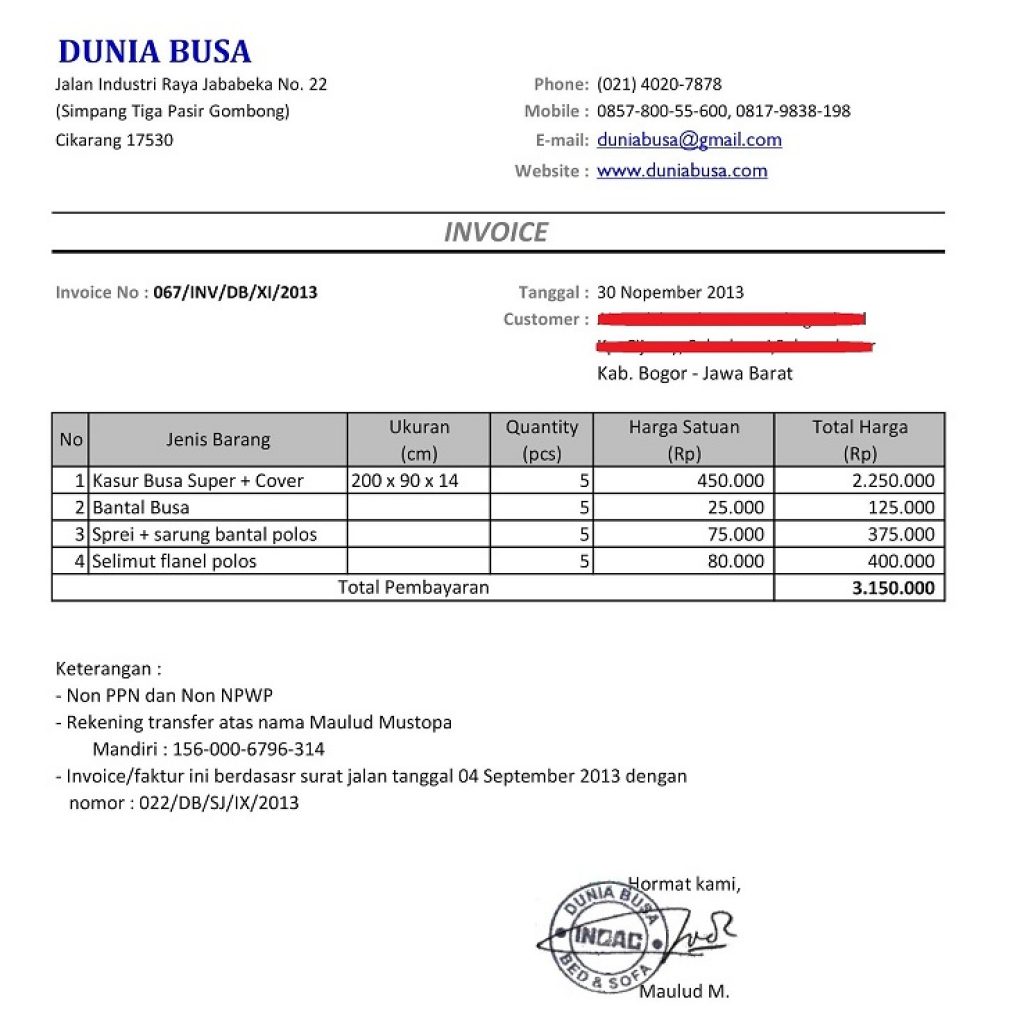 DUNIA BUSA
Jalan Industri Raya Jababeka No. 22
(Simpang Tiga Pasir Gombong)
Cikarang 17530
Phone: (021) 4020-7878
Mobile : 0857-800-55-600, 0817-9838-198
E-mail: duniabusa@gmail.com
Website : www.duniabusa.com
INVOICE
Invoice No : 067/INV/DB/XI/2013
Tanggal : 30 Nopember 2013
Customer :
Kab. Bogor - Jawa Barat
No Jenis Barang Ukuran (cm) Quantity (pcs) Harga Satuan (Rp) Total Harga (Rp)
1 Kasur Busa Super + Cover 200 x 90 x 14 5 450.000 2.250.000
2 Bantal Busa 5 25.000 125.000
3 Sprei + sarung bantal polos 5 75.000 375.000
4 Selimut flanel polos 5 80.000 400.000
Total Pembayaran 3.150.000
Keterangan :
- Non PPN dan Non NPWP
- Rekening transfer atas nama Maulud Mustopa
Mandiri : 156-000-6796-314
- Invoice/faktur ini berdasasr surat jalan tanggal 04 September 2013 dengan
nomor : 022/DB/SJ/IX/2013
Hormat kami,
DUNIA BUSA
BED & SOFA
Maulud M.